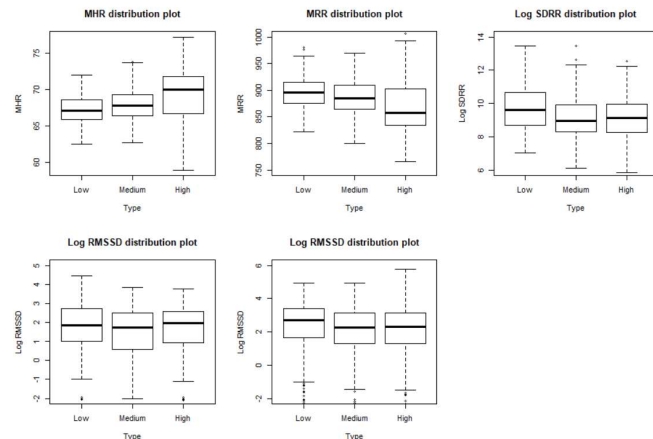 MHR distribution plot
MHR
75
70
65
60
Low Medium High
Type
MRR distribution plot
MRR
1000
950
900
850
800
750
Low Medium High
Type
Log SDRR distribution plot
Log SDRR
14
12
10
8
6
Low Medium High
Type
Log RMSSD distribution plot
Log RMSSD
5
4
3
2
1
0
-1
-2
Low Medium High
Type
Log RMSSD distribution plot
Log RMSSD
6
4
2
0
-2
Low Medium High
Type